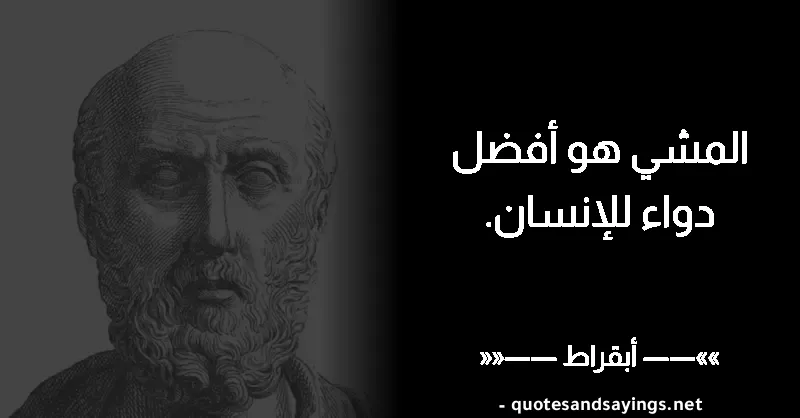 المشي هو أفضل
دواء للإنسان.
»»—— أبقراط ——««
- quotesandsayings.net